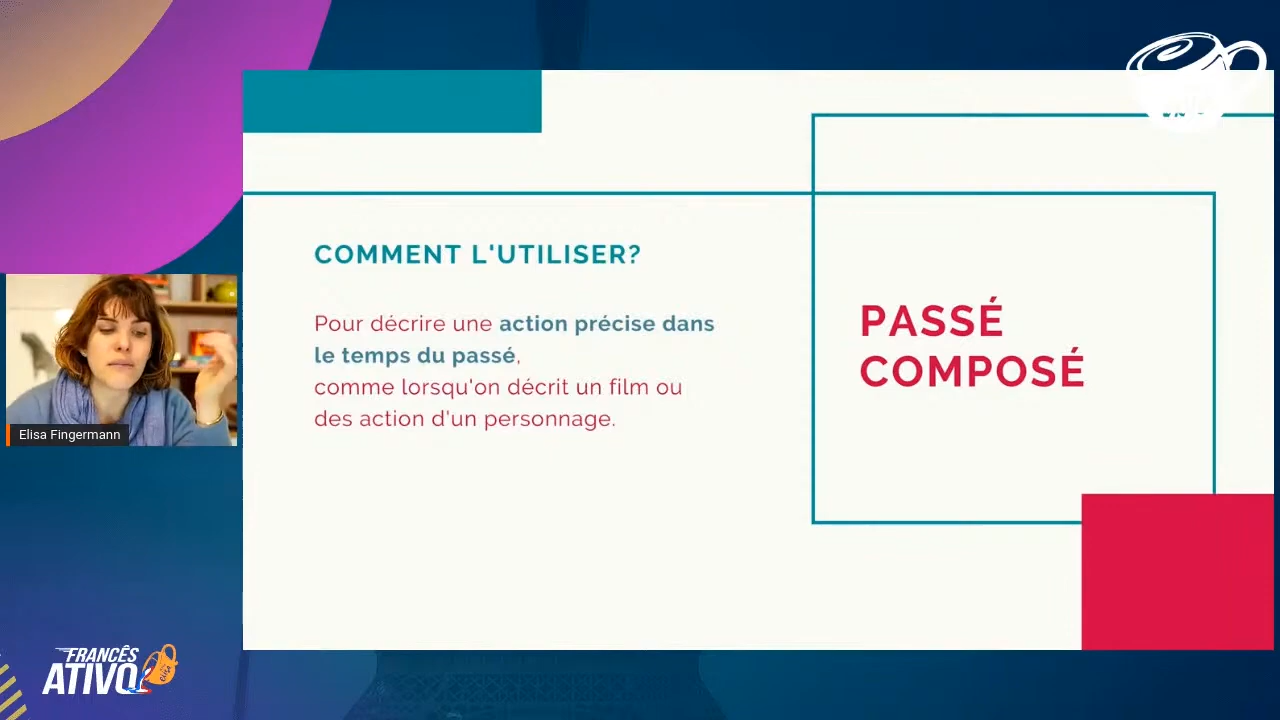 COMMENT L'UTILISER?
Pour décrire une action précise dans
le temps du passé,
comme lorsqu'on décrit un film ou
des action d'un personnage.
PASSÉ
COMPOSÉ
Elisa Fingermann
FRANCÊS
ATIVO
ELISA